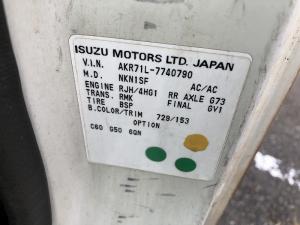 ISUZU MOTORS LTD. JAPAN
V.I.N. AKR71L-7740790
M.D. NKN1SF AC/AC
ENGINE RJH/4HG1 RR AXLE G73
TRANS. RMK FINAL GV1
TIRE BSP
B.COLOR/TRIM 729/153
OPTION
C60 G50 6QN